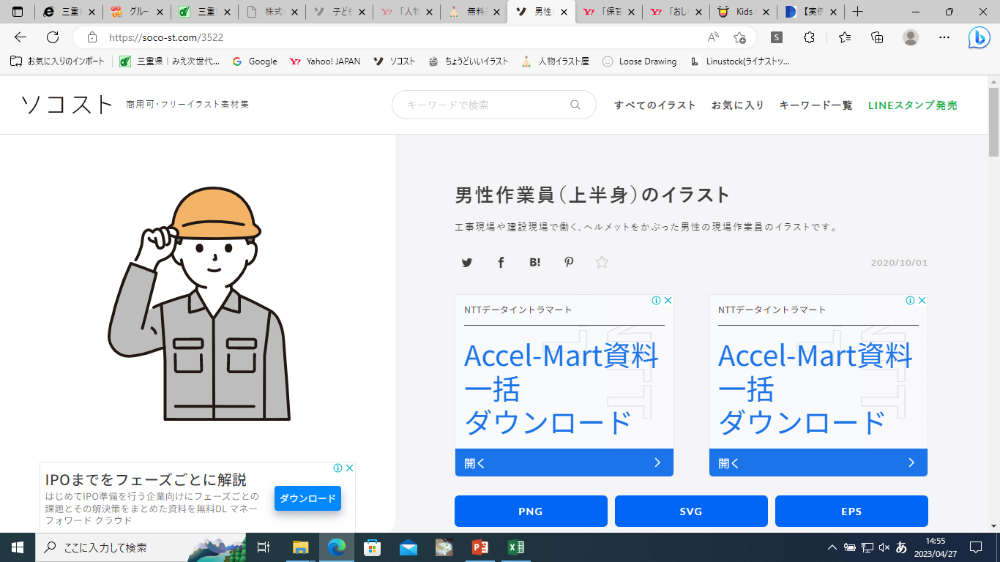 三重
グルー
三重
株式
子ども
「人物
無料
男性
「保育
「おし
Kids
【実例
https://soco-st.com/3522
お気に入りのインポート
三重県｜みえ次世代...
Google
Yahoo! JAPAN
ソコスト
ちょうどいいイラスト
人物イラスト屋
Loose Drawing
Linustock(ライナストッ...
ソコスト
商用可・フリーイラスト素材集
キーワードで検索
すべてのイラスト
お気に入り
キーワード一覧
LINEスタンプ発売
男性作業員（上半身）のイラスト
工事現場や建設現場で働く、ヘルメットをかぶった男性の現場作業員のイラストです。
B!
2020/10/01
NTTデータイントラマート
Accel-Mart資料
一括
ダウンロード
開く
NTTデータイントラマート
Accel-Mart資料
一括
ダウンロード
開く
IPOまでをフェーズごとに解説
はじめてIPO準備を行う企業向けにフェーズごとの
課題とその解決策をまとめた資料を無料DL マネー
フォワード クラウド
ダウンロード
PNG
SVG
EPS
ここに入力して検索
あ
14:55
2023/04/27